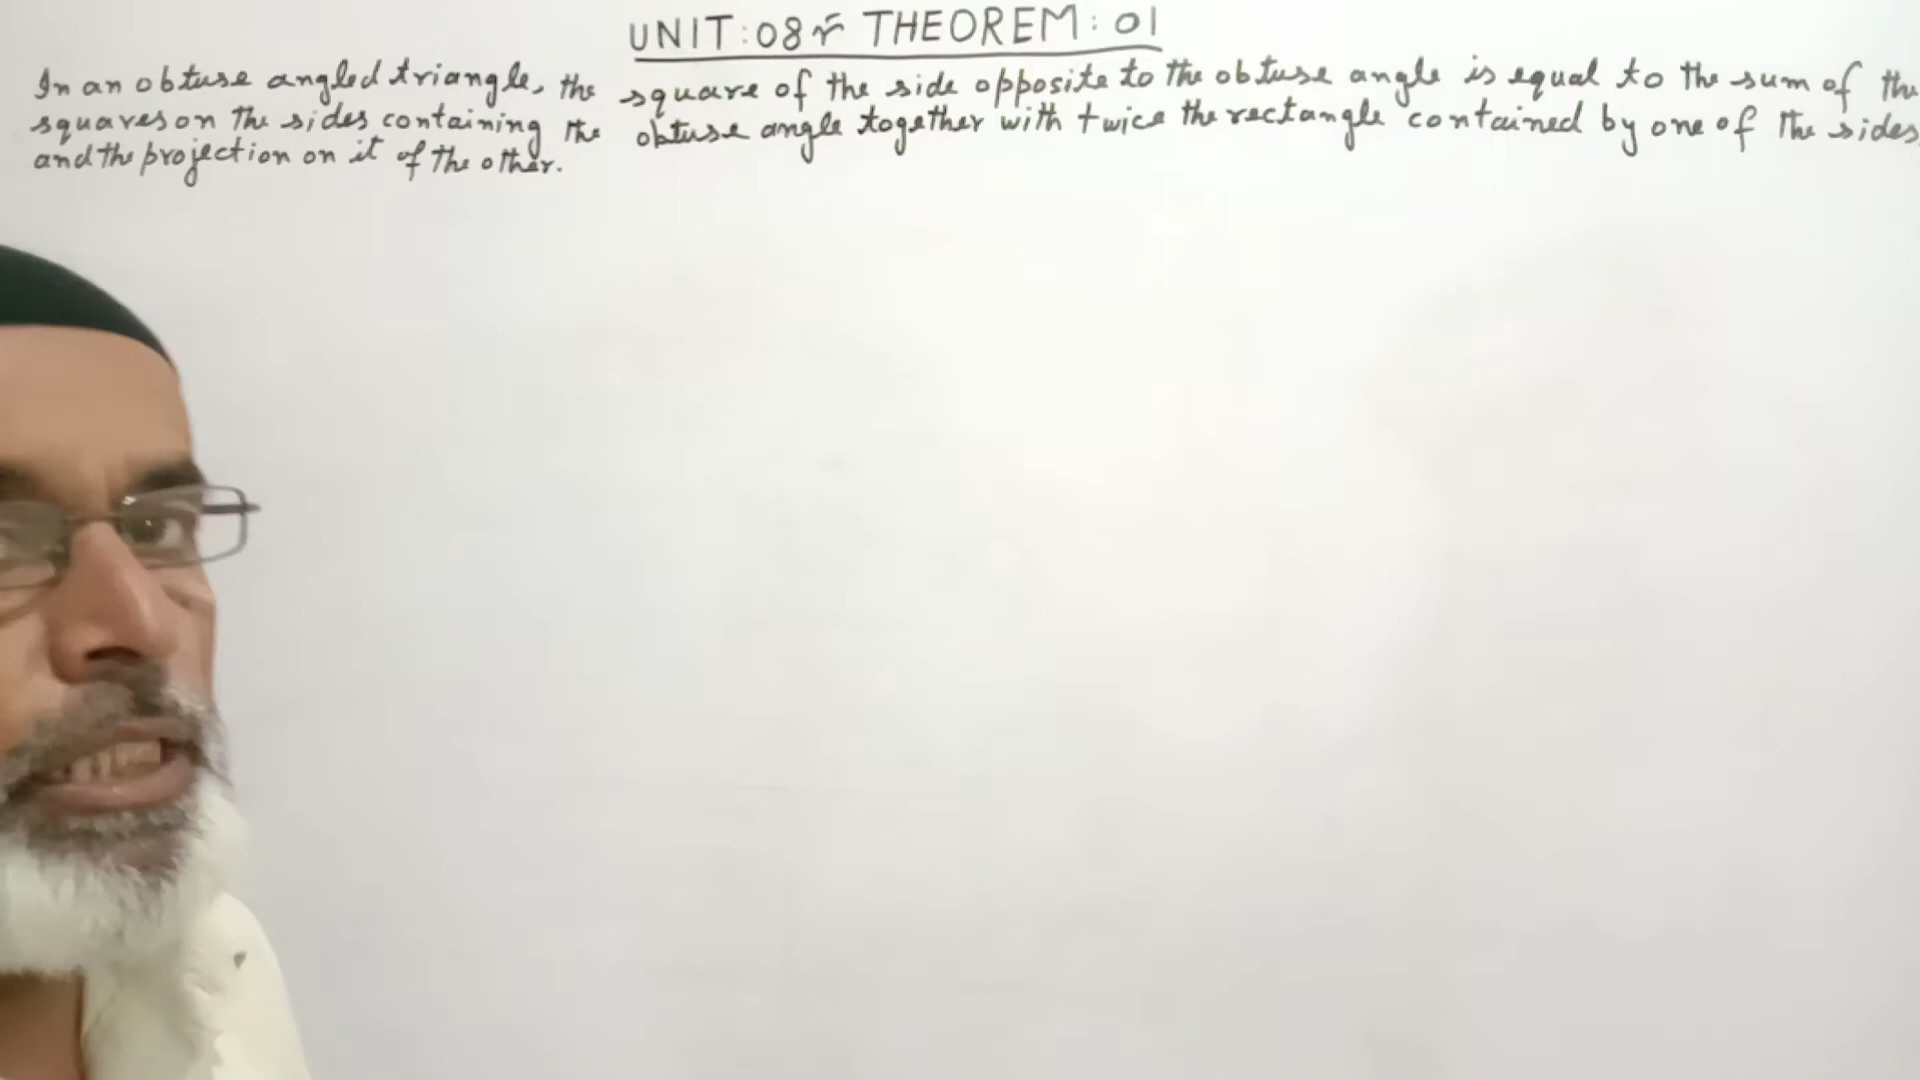 UNIT:08 THEOREM:01
In an obtuse angled triangle, the square of the side opposite to the obtuse angle is equal to the sum of the
squares on the sides containing the obtuse angle together with twice the rectangle contained by one of the sides,
and the projection on it of the other.